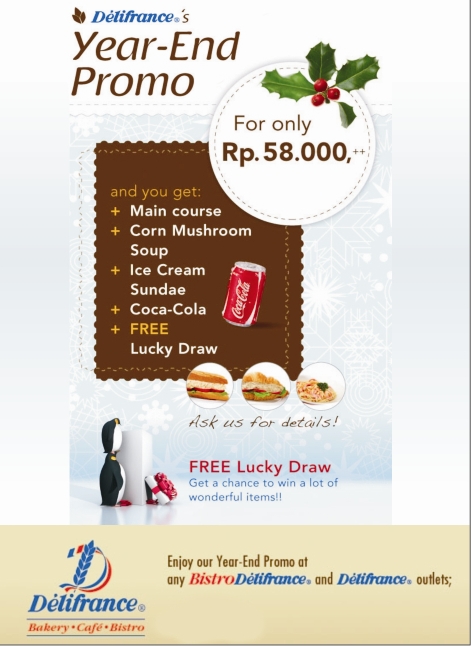 Délifrance®'s
Year-End
Promo
For only
Rp. 58.000,++
and you get:
+ Main course
+ Corn Mushroom
Soup
+ Ice Cream
Sundae
+ Coca-Cola
+ FREE
Lucky Draw
Coca-Cola
Ask us for details!
FREE Lucky Draw
Get a chance to win a lot of
wonderful items!!
Délifrance®
Bakery • Café • Bistro
Enjoy our Year-End Promo at
any BistroDélifrance® and Délifrance® outlets;